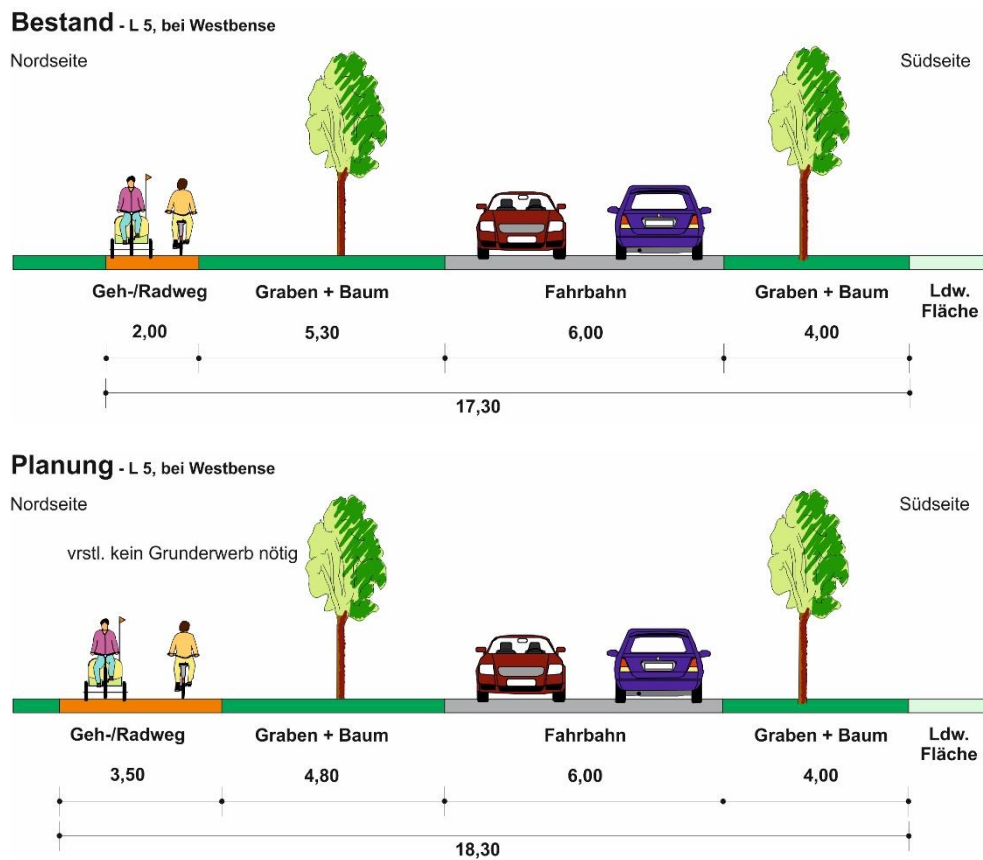 Bestand - L 5, bei Westbense
Nordseite
Südseite
Geh-/Radweg
Graben + Baum
Fahrbahn
Graben + Baum
Ldw.
Fläche
2,00
5,30
6,00
4,00
17,30
Planung - L 5, bei Westbense
Nordseite
Südseite
vrstl. kein Grunderwerb nötig
Geh-/Radweg
Graben + Baum
Fahrbahn
Graben + Baum
Ldw.
Fläche
3,50
4,80
6,00
4,00
18,30